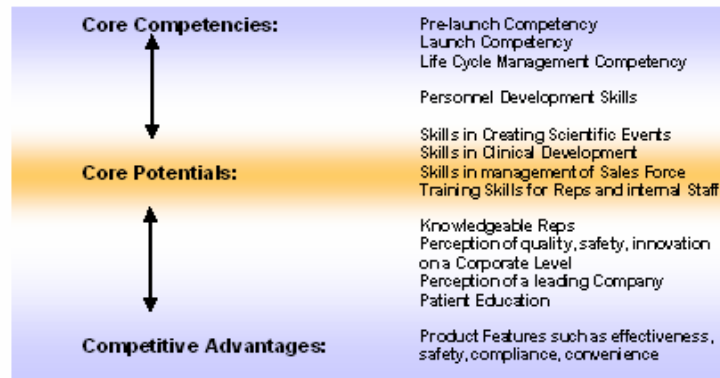 Core Competencies:
Pre-launch Competency
Launch Competency
Life Cycle Management Competency
Personnel Development Skills
Skills in Creating Scientific Events
Skills in Clinical Development
Core Potentials:
Skills in management of Sales Force
Training Skills for Reps and internal Staff
Knowledgeable Reps
Perception of quality, safety, innovation
on a Corporate Level
Perception of a leading Company
Patient Education
Competitive Advantages:
Product Features such as effectiveness,
safety, compliance, convenience